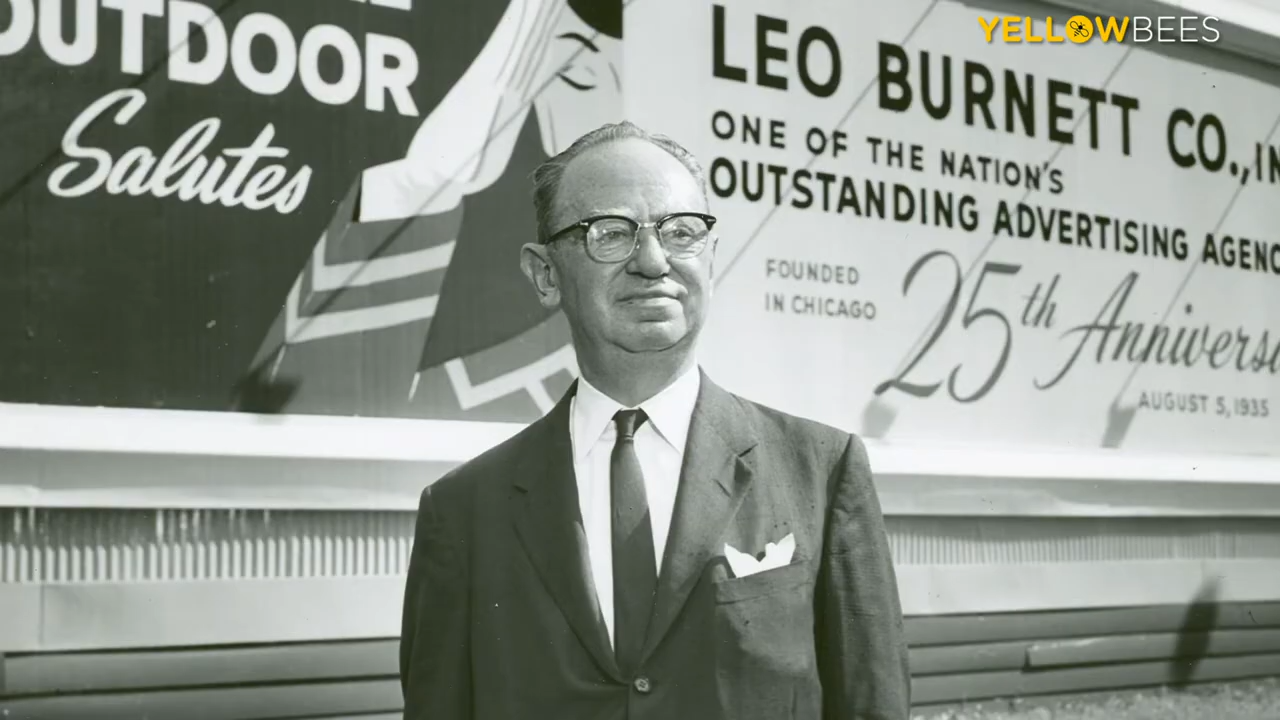 OUTDOOR
Salutes
YELLOWBEES
LEO BURNETT CO.,
ONE OF THE NATION'S
OUTSTANDING ADVERTISING
FOUNDED
IN CHICAGO
25th
AUGUST 5, 1935